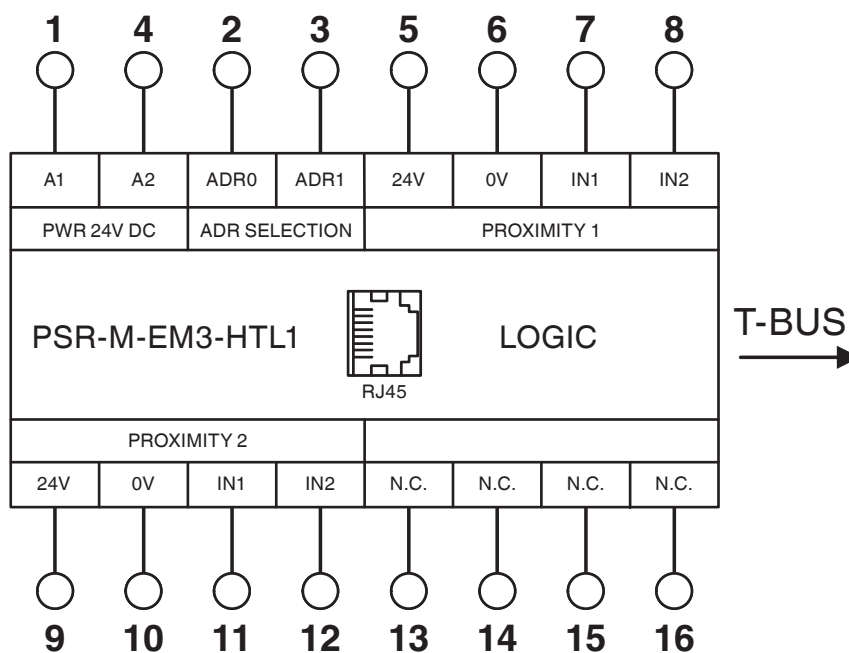 1 4 2 3 5 6 7 8
A1 A2 ADR0 ADR1 24V 0V IN1 IN2
PWR 24V DC ADR SELECTION PROXIMITY 1
PSR-M-EM3-HTL1 LOGIC T-BUS
RJ45
PROXIMITY 2
24V 0V IN1 IN2 N.C. N.C. N.C. N.C.
9 10 11 12 13 14 15 16